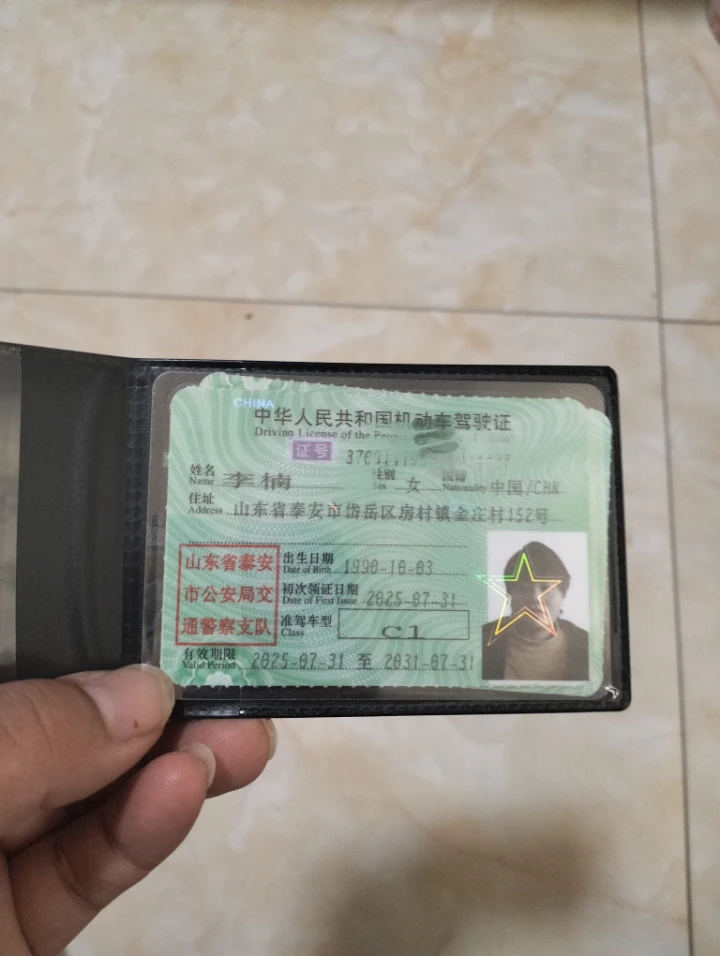 CHINA
中华人民共和国机动车驾驶证
Driving License of the
证号
姓名 李楠 性别 女 国籍 中国/CHN
Name Sex Nationality
住址 山东省泰安市岱岳区房村镇金庄村152号
Address
山东省泰安
市公安局交
通警察支队
出生日期
Date of Birth 1990-10-03
初次领证日期
Date of First Issue 2025-07-31
准驾车型 C1
Class
有效期限
Valid Period 2025-07-31 至 2031-07-31